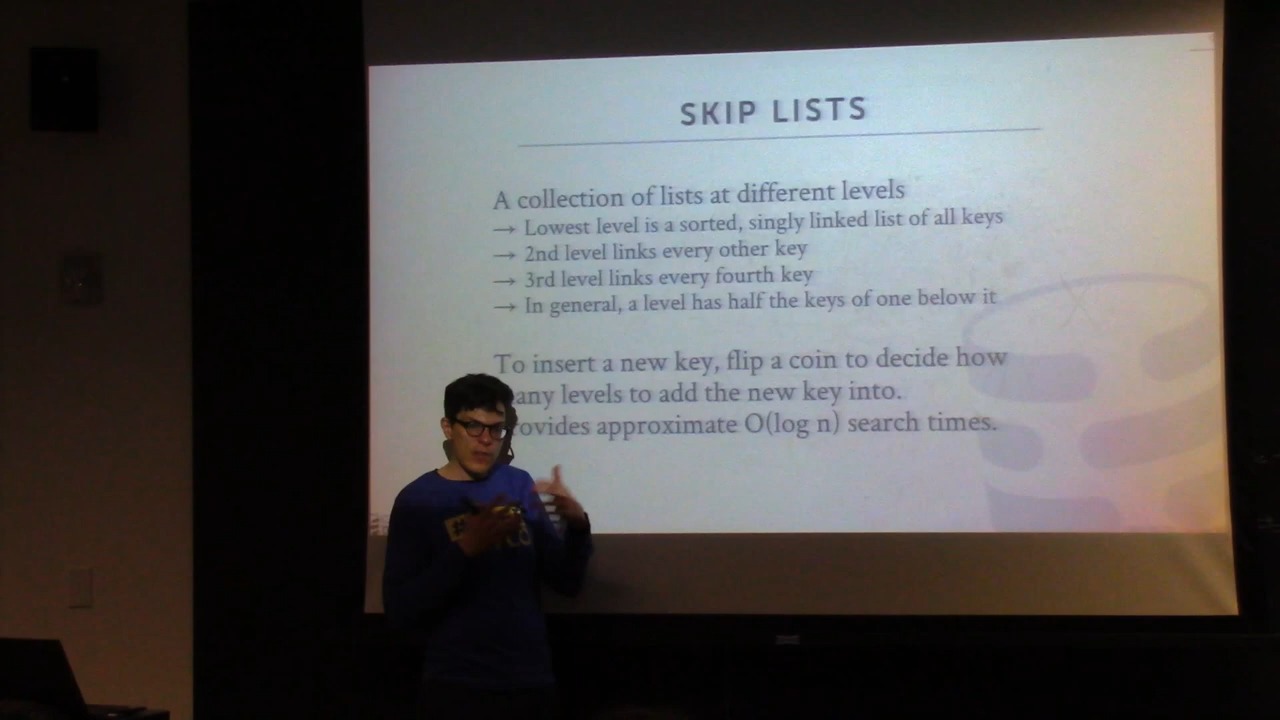 SKIP LISTS
A collection of lists at different levels
→ Lowest level is a sorted, singly linked list of all keys
→ 2nd level links every other key
→ 3rd level links every fourth key
→ In general, a level has half the keys of one below it
To insert a new key, flip a coin to decide how
any levels to add the new key into.
rovides approximate O(log n) search times.